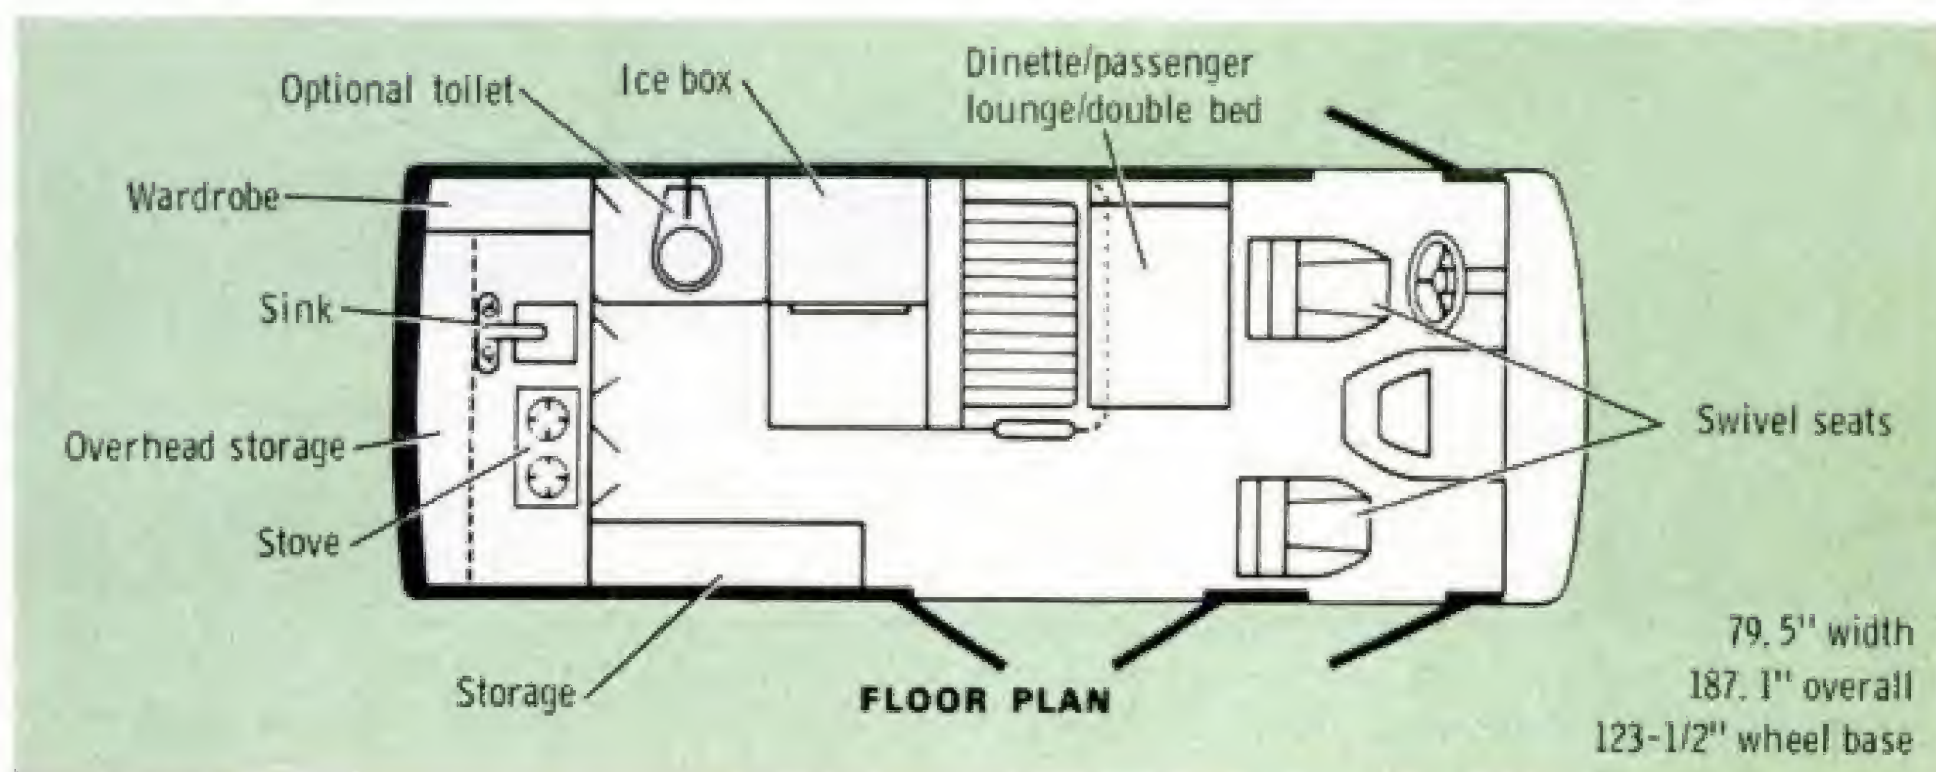 Optional toilet
Ice box
Dinette/passenger
lounge/double bed
Wardrobe
Sink
Overhead storage
Stove
Storage
Swivel seats
FLOOR PLAN
79.5" width
187.1" overall
123-1/2" wheel base